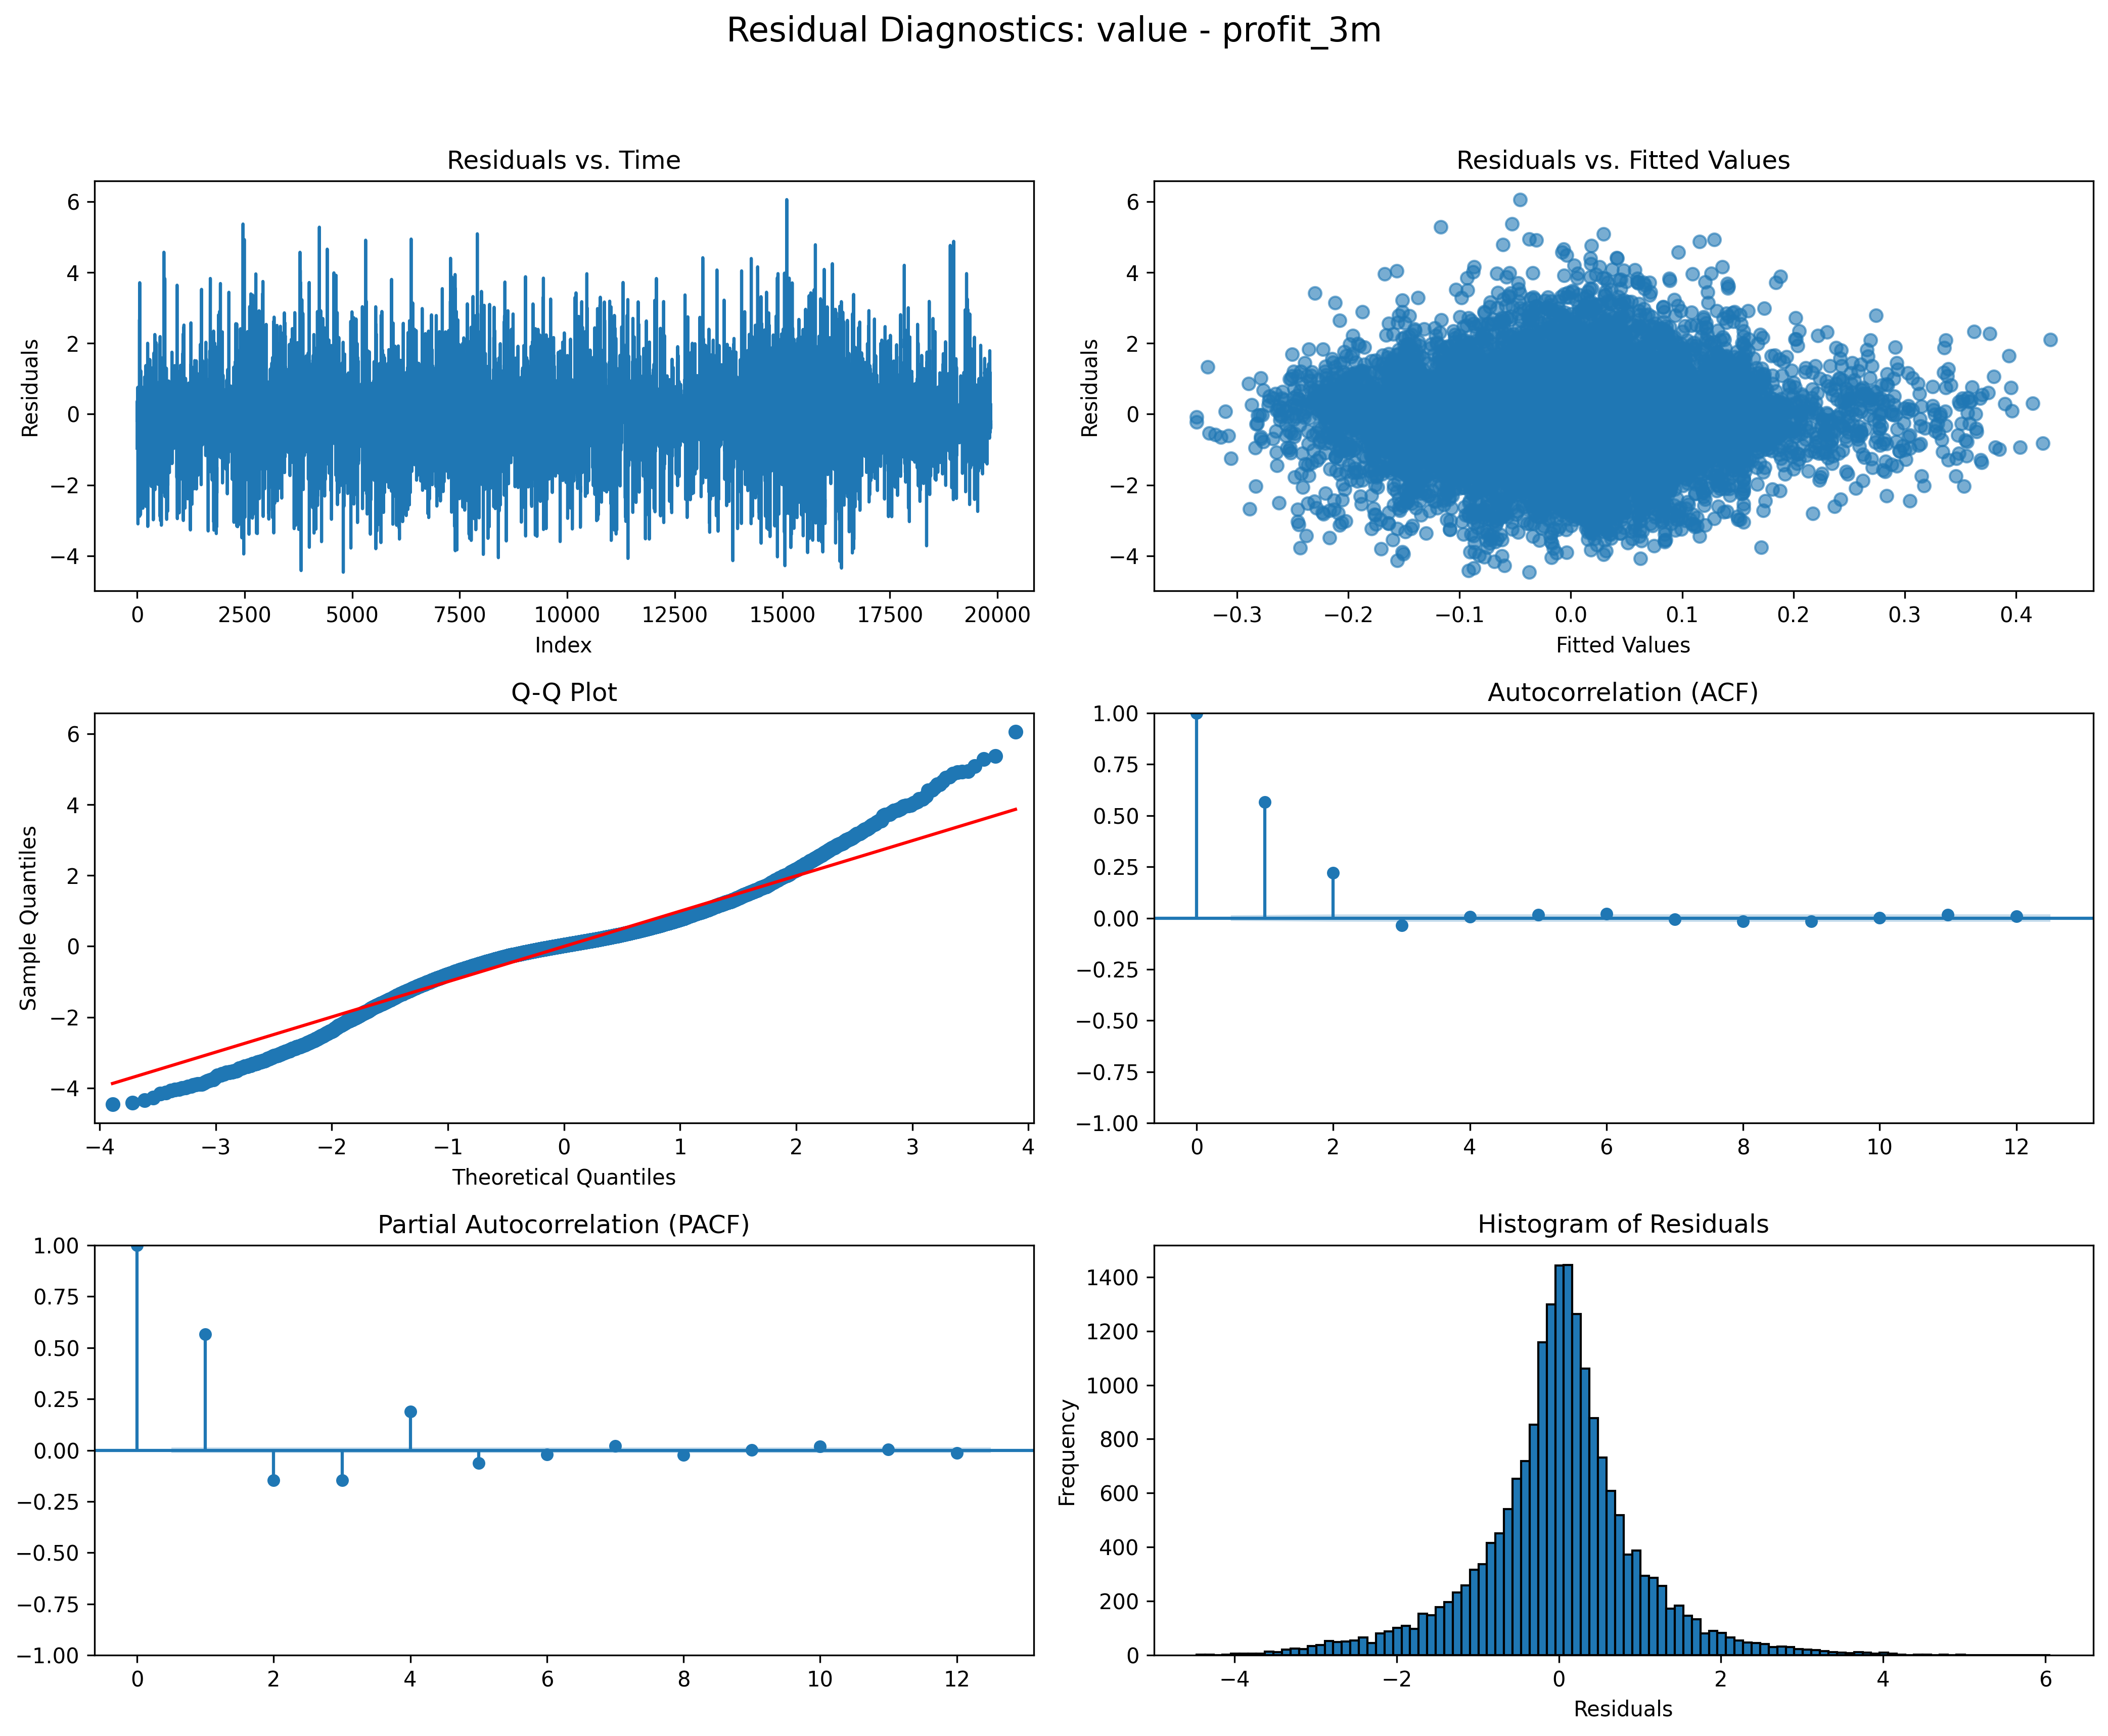 Residual Diagnostics: value - profit_3m
Residuals vs. Time
Residuals
6
4
2
0
−2
−4
0 2500 5000 7500 10000 12500 15000 17500 20000
Index
Residuals vs. Fitted Values
Residuals
6
4
2
0
−2
−4
−0.3 −0.2 −0.1 0.0 0.1 0.2 0.3 0.4
Fitted Values
Q-Q Plot
Sample Quantiles
6
4
2
0
−2
−4
−4 −3 −2 −1 0 1 2 3 4
Theoretical Quantiles
Autocorrelation (ACF)
1.00
0.75
0.50
0.25
0.00
−0.25
−0.50
−0.75
−1.00
0 2 4 6 8 10 12
Partial Autocorrelation (PACF)
1.00
0.75
0.50
0.25
0.00
−0.25
−0.50
−0.75
−1.00
0 2 4 6 8 10 12
Histogram of Residuals
Frequency
1400
1200
1000
800
600
400
200
0
−4 −2 0 2 4 6
Residuals